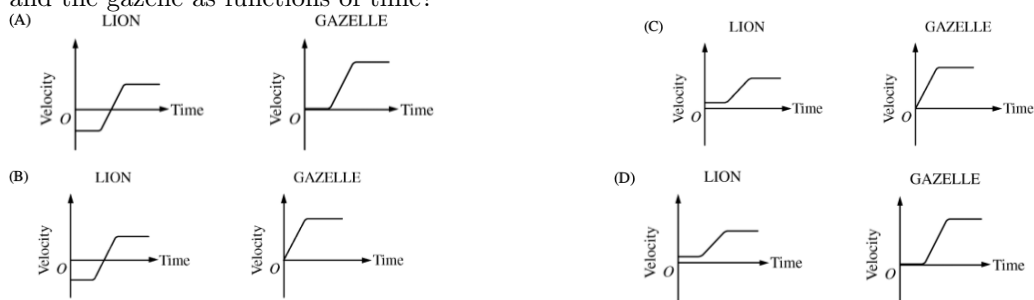 and the gazelle as functions of time?
(A)
LION
GAZELLE
Velocity
O
Time
Velocity
O
Time
(B)
LION
GAZELLE
Velocity
O
Time
Velocity
O
Time
(C)
LION
GAZELLE
Velocity
O
Time
Velocity
O
Time
(D)
LION
GAZELLE
Velocity
O
Time
Velocity
O
Time